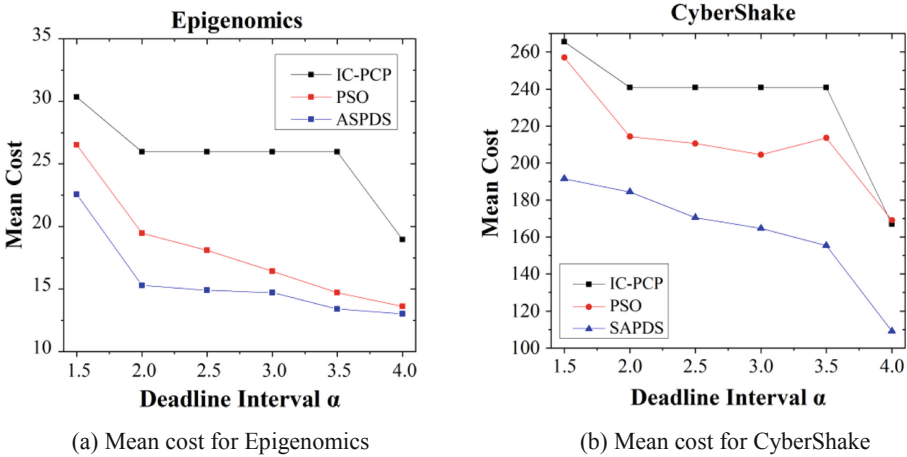 Epigenomics
35
30
25
20
15
10
Mean Cost
IC-PCP
PSO
ASPDS
1.5 2.0 2.5 3.0 3.5 4.0
Deadline Interval α
(a) Mean cost for Epigenomics
CyberShake
260
240
220
200
180
160
140
120
100
Mean Cost
IC-PCP
PSO
SAPDS
1.5 2.0 2.5 3.0 3.5 4.0
Deadline Interval α
(b) Mean cost for CyberShake